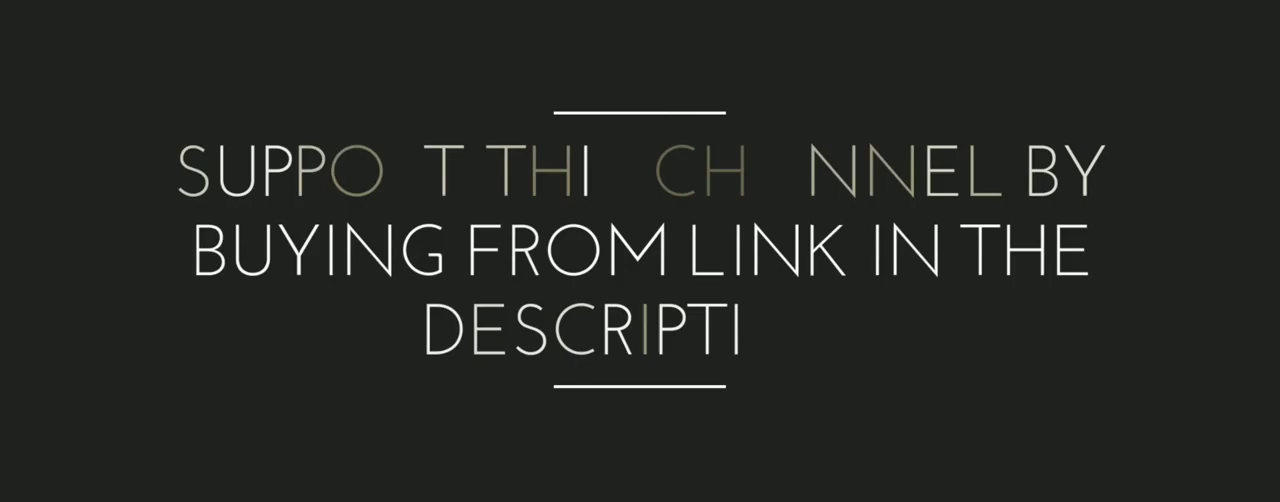 SUPPO T THI CH NNEL BY
BUYING FROM LINK IN THE
DESCRIPTI